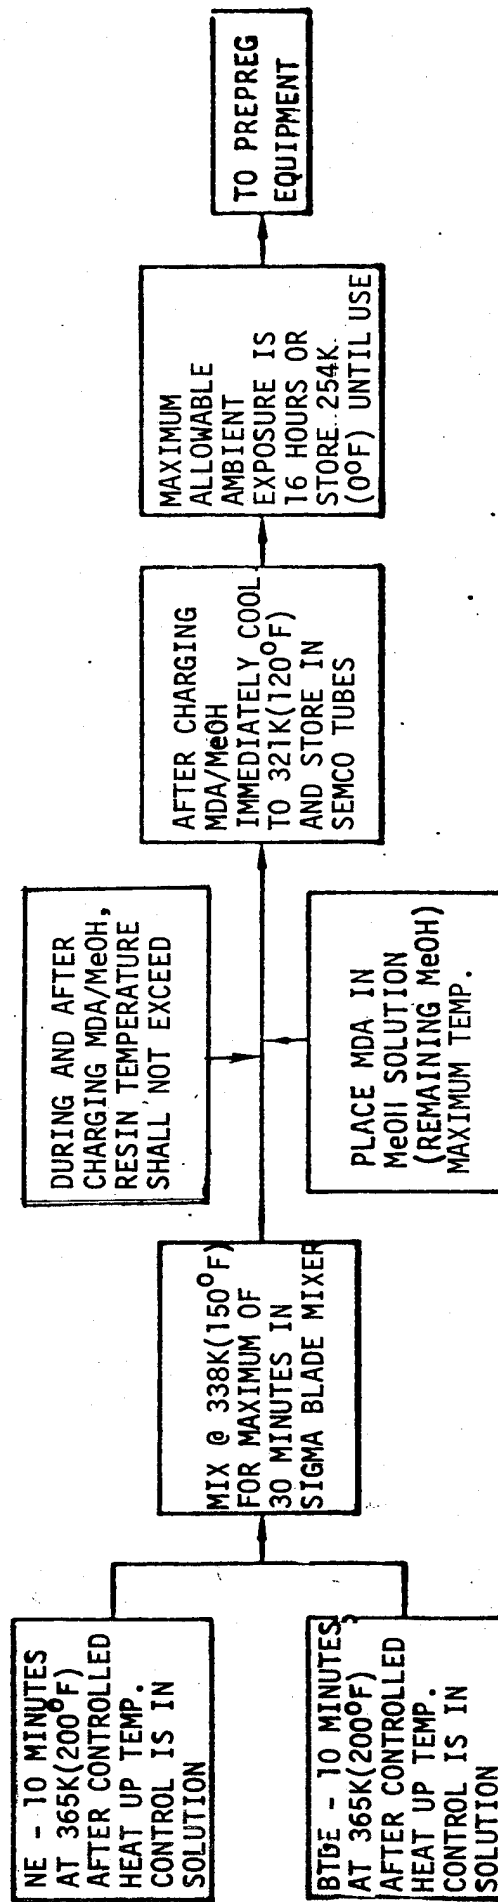 NE - 10 MINUTES
AT 365K(200°F)
AFTER CONTROLLED
HEAT UP TEMP.
CONTROL IS IN
SOLUTION
BTDE - 10 MINUTES
AT 365K(200°F)
AFTER CONTROLLED
HEAT UP TEMP.
CONTROL IS IN
SOLUTION
MIX @ 338K(150°F)
FOR MAXIMUM OF
30 MINUTES IN
SIGMA BLADE MIXER
DURING AND AFTER
CHARGING MDA/MeOH,
RESIN TEMPERATURE
SHALL NOT EXCEED
PLACE MDA IN
MeOH SOLUTION
(REMAINING MeOH)
MAXIMUM TEMP.
AFTER CHARGING
MDA/MeOH
IMMEDIATELY COOL
TO 321K(120°F)
AND STORE IN
SEMCO TUBES
MAXIMUM
ALLOWABLE
AMBIENT
EXPOSURE IS
16 HOURS OR
STORE 254K
(0°F) UNTIL USE
TO PREPREG
EQUIPMENT